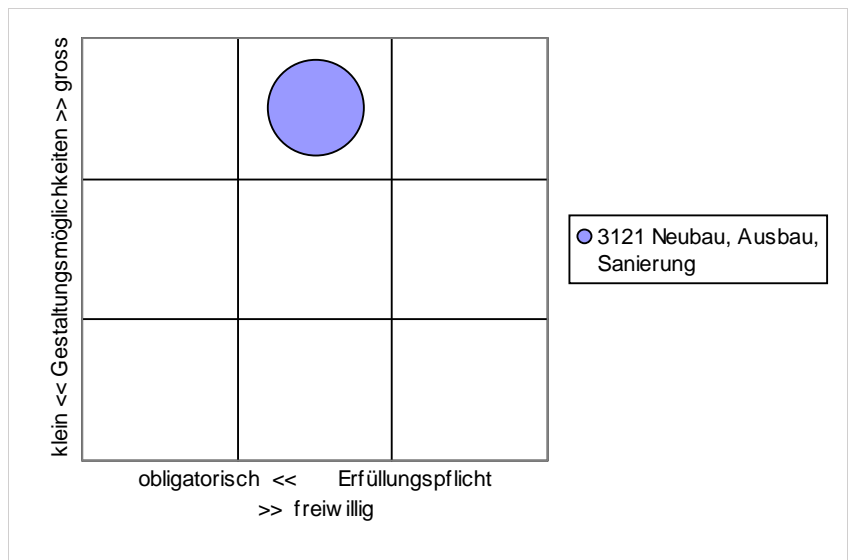 klein << Gestaltungsmöglichkeiten >> gross
3121 Neubau, Ausbau,
Sanierung
obligatorisch << Erfüllungspflicht
>> freiwillig